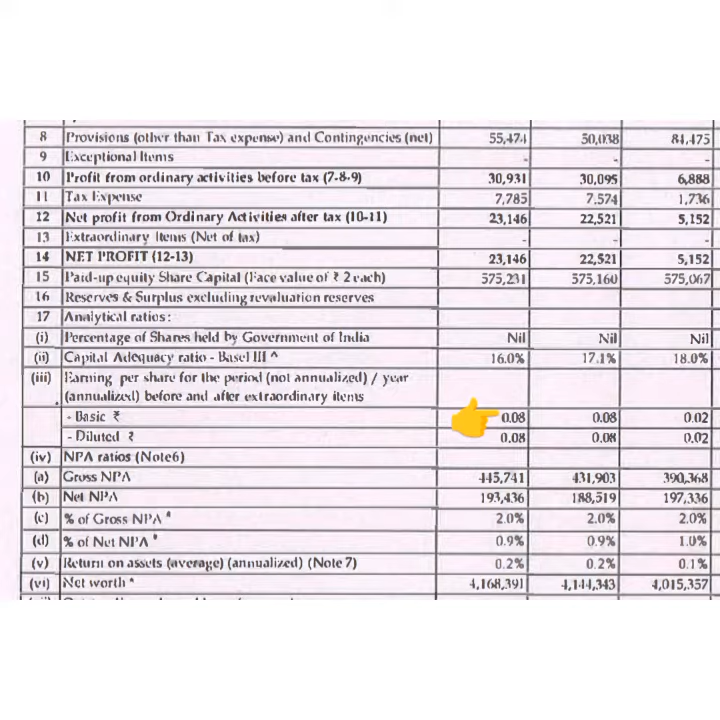 8 Provisions (other than Tax expense) and Contingencies (net) 55,474 50,038 84,475
9 Exceptional Items - - -
10 Profit from ordinary activities before tax (7-8-9) 30,931 30,095 6,888
11 Tax Expense 7,785 7,574 1,736
12 Net profit from Ordinary Activities after tax (10-11) 23,146 22,521 5,152
13 Extraordinary Items (Net of tax) - - -
14 NET PROFIT (12-13) 23,146 22,521 5,152
15 Paid-up equity Share Capital (Face value of ₹ 2 each) 575,231 575,160 575,067
16 Reserves & Surplus excluding revaluation reserves
17 Analytical ratios:
(i) Percentage of Shares held by Government of India Nil Nil Nil
(ii) Capital Adequacy ratio - Basel III ^ 16.0% 17.1% 18.0%
(iii) Earning per share for the period (not annualized) / year
(annualized) before and after extraordinary items
- Basic ₹ 0.08 0.08 0.02
- Diluted ₹ 0.08 0.08 0.02
(iv) NPA ratios (Note6)
(a) Gross NPA 445,741 431,903 390,368
(b) Net NPA 193,436 188,519 197,336
(c) % of Gross NPA 2.0% 2.0% 2.0%
(d) % of Net NPA 0.9% 0.9% 1.0%
(v) Return on assets (average) (annualized) (Note 7) 0.2% 0.2% 0.1%
(vi) Net worth ^ 4,168,391 4,144,343 4,015,357